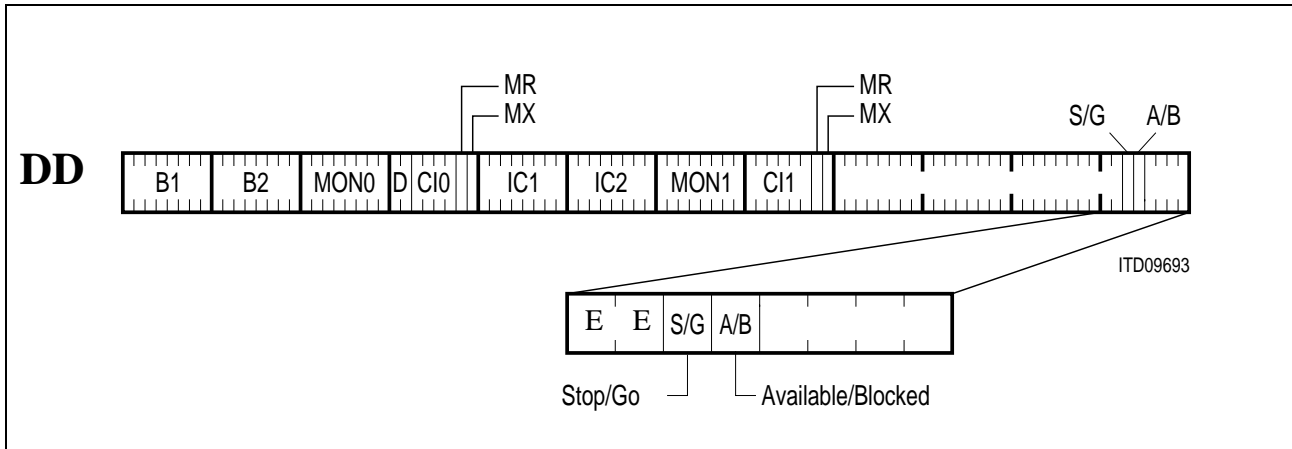 MR MR
MX MX S/G A/B
DD B1 B2 MON0 D CI0 IC1 IC2 MON1 CI1
ITD09693
E E S/G A/B
Stop/Go Available/Blocked